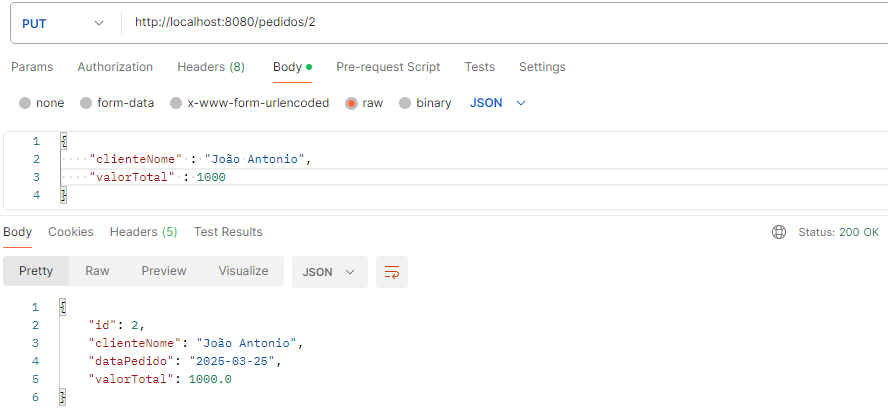 PUT http://localhost:8080/pedidos/2
Params Authorization Headers (8) Body Pre-request Script Tests Settings
none form-data x-www-form-urlencoded raw binary JSON
1 {
2 "clienteNome" : "João Antonio",
3 "valorTotal" : 1000
4 }
Body Cookies Headers (5) Test Results Status: 200 OK
Pretty Raw Preview Visualize JSON
1 {
2 "id": 2,
3 "clienteNome": "João Antonio",
4 "dataPedido": "2025-03-25",
5 "valorTotal": 1000.0
6 }